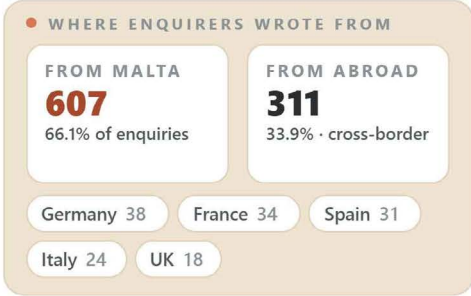 WHERE ENQUIRERS WROTE FROM
FROM MALTA
607
66.1% of enquiries
FROM ABROAD
311
33.9% · cross-border
Germany 38
France 34
Spain 31
Italy 24
UK 18